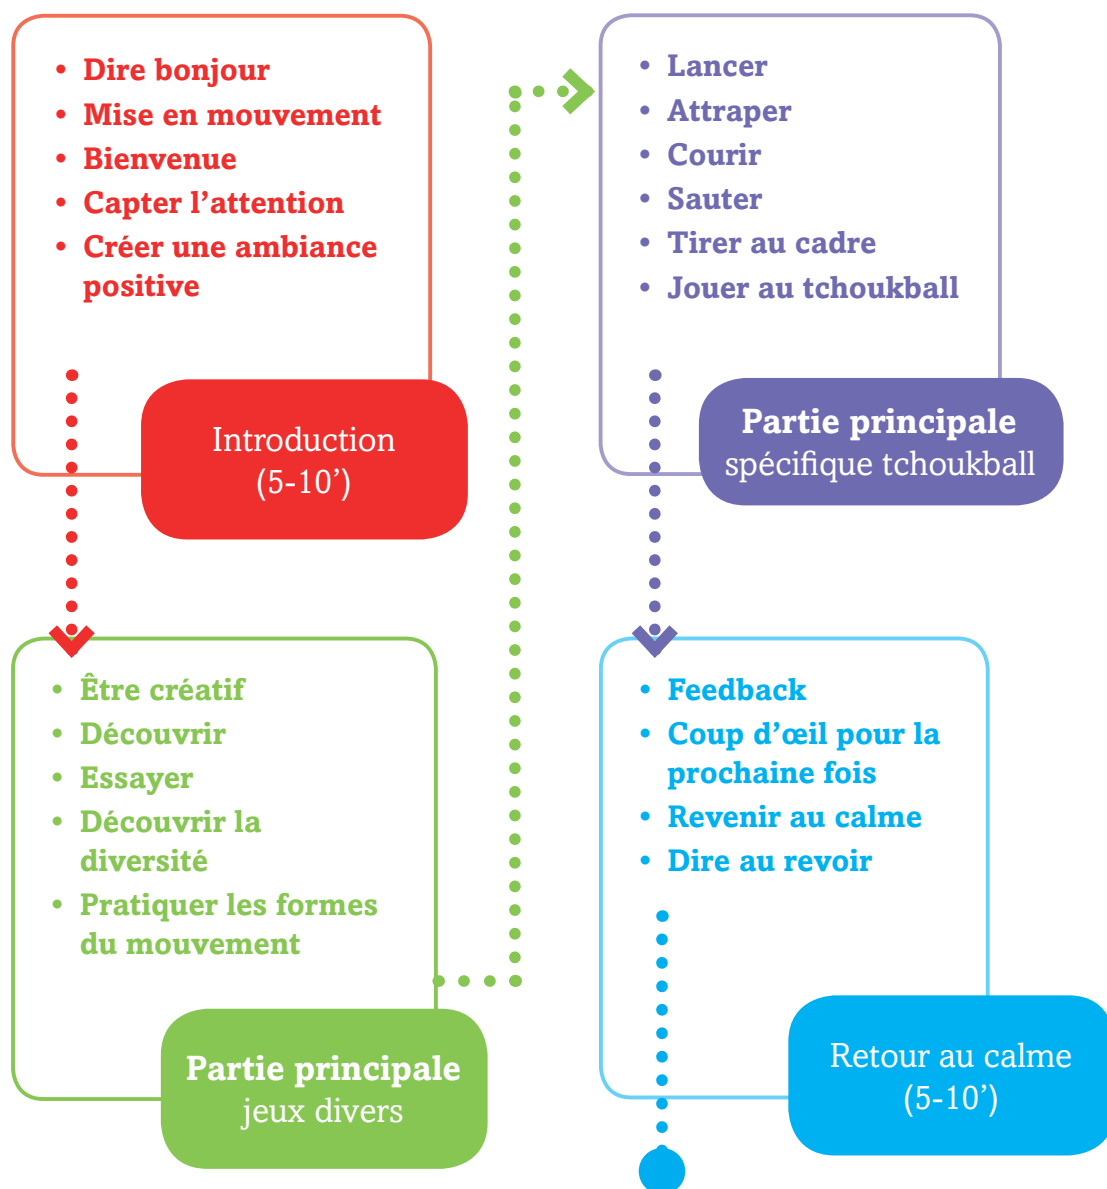 • Dire bonjour
• Mise en mouvement
• Bienvenue
• Capter l’attention
• Créer une ambiance
positive
Introduction
(5-10’)
• Être créatif
• Découvrir
• Essayer
• Découvrir la
diversité
• Pratiquer les formes
du mouvement
Partie principale
jeux divers
• Lancer
• Attraper
• Courir
• Sauter
• Tirer au cadre
• Jouer au tchoukball
Partie principale
spécifique tchoukball
• Feedback
• Coup d’œil pour la
prochaine fois
• Revenir au calme
• Dire au revoir
Retour au calme
(5-10’)